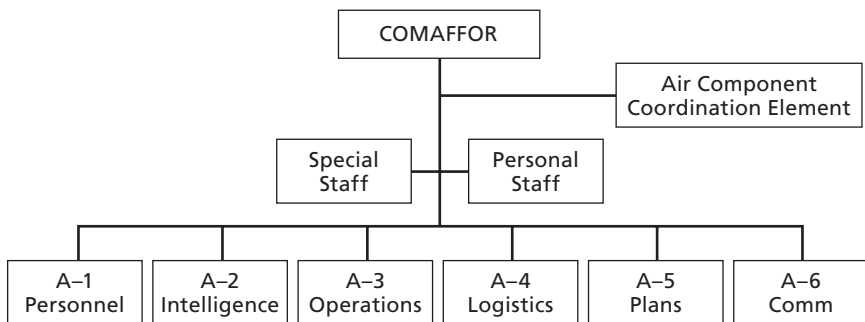 COMAFFOR
Air Component
Coordination Element
Special
Staff
Personal
Staff
A–1
Personnel
A–2
Intelligence
A–3
Operations
A–4
Logistics
A–5
Plans
A–6
Comm